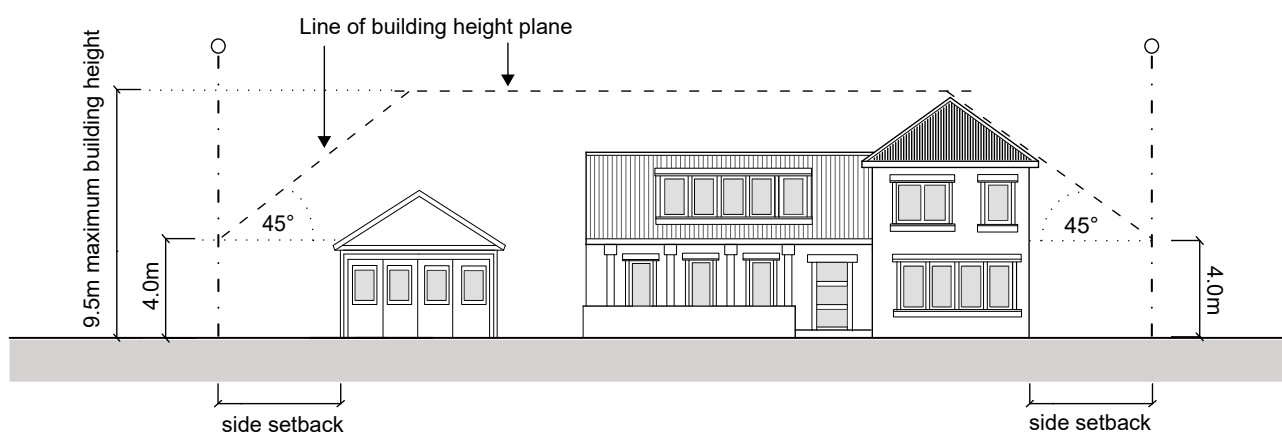 Line of building height plane
9.5m maximum building height
4.0m
45°
45°
4.0m
side setback
side setback